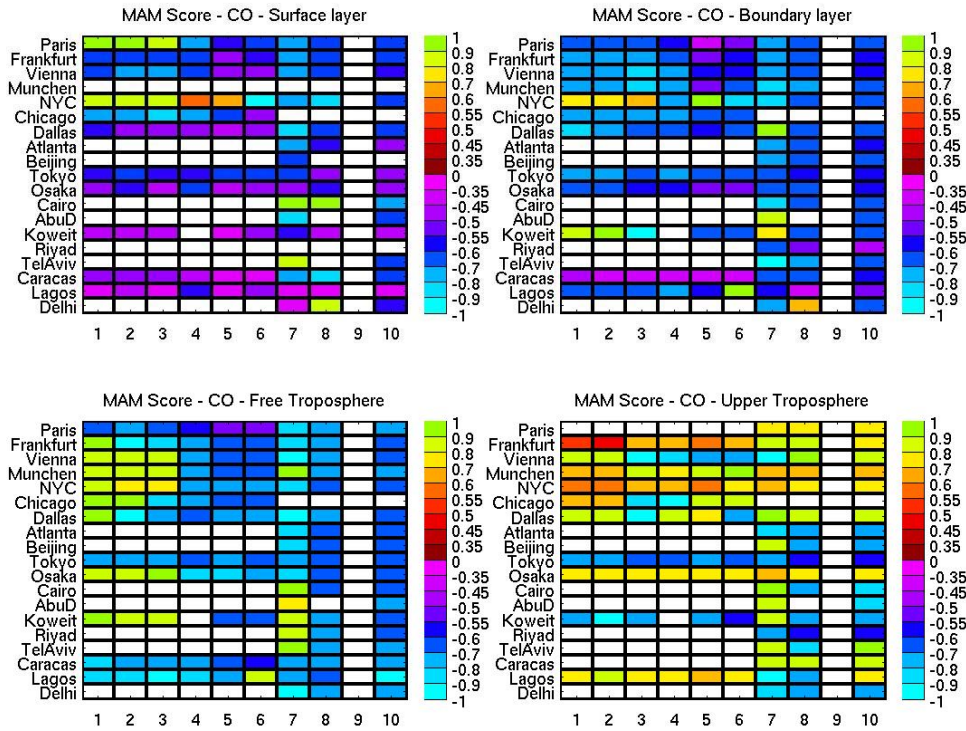 MAM Score - CO - Surface layer
Paris
Frankfurt
Vienna
Munchen
NYC
Chicago
Dallas
Atlanta
Beijing
Tokyo
Osaka
Cairo
AbuD
Koweit
Riyad
TelAviv
Caracas
Lagos
Delhi
1 2 3 4 5 6 7 8 9 10
1
0.9
0.8
0.7
0.6
0.55
0.5
0.45
0.35
0
-0.35
-0.45
-0.55
-0.6
-0.7
-0.8
-0.9
-1
MAM Score - CO - Boundary layer
Paris
Frankfurt
Vienna
Munchen
NYC
Chicago
Dallas
Atlanta
Beijing
Tokyo
Osaka
Cairo
AbuD
Koweit
Riyad
TelAviv
Caracas
Lagos
Delhi
1 2 3 4 5 6 7 8 9 10
1
0.9
0.8
0.7
0.6
0.55
0.5
0.45
0.35
0
-0.35
-0.45
-0.55
-0.6
-0.7
-0.8
-0.9
-1
MAM Score - CO - Free Troposphere
Paris
Frankfurt
Vienna
Munchen
NYC
Chicago
Dallas
Atlanta
Beijing
Tokyo
Osaka
Cairo
AbuD
Koweit
Riyad
TelAviv
Caracas
Lagos
Delhi
1 2 3 4 5 6 7 8 9 10
1
0.9
0.8
0.7
0.6
0.55
0.5
0.45
0.35
0
-0.35
-0.45
-0.55
-0.6
-0.7
-0.8
-0.9
-1
MAM Score - CO - Upper Troposphere
Paris
Frankfurt
Vienna
Munchen
NYC
Chicago
Dallas
Atlanta
Beijing
Tokyo
Osaka
Cairo
AbuD
Koweit
Riyad
TelAviv
Caracas
Lagos
Delhi
1 2 3 4 5 6 7 8 9 10
1
0.9
0.8
0.7
0.6
0.55
0.5
0.45
0.35
0
-0.35
-0.45
-0.55
-0.6
-0.7
-0.8
-0.9
-1